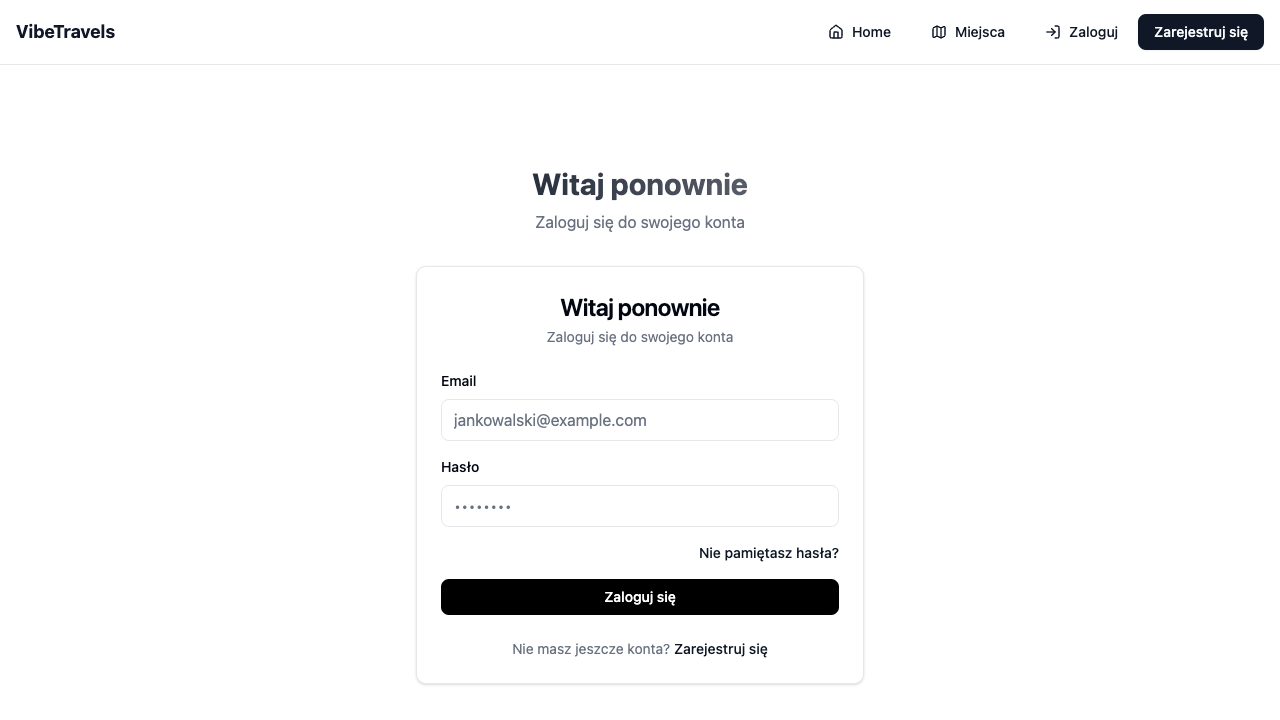 VibeTravels
Home
Miejsca
Zaloguj
Zarejestruj się
Witaj ponownie
Zaloguj się do swojego konta
Witaj ponownie
Zaloguj się do swojego konta
Email
jankowalski@example.com
Hasło
••••••••
Nie pamiętasz hasła?
Zaloguj się
Nie masz jeszcze konta? Zarejestruj się